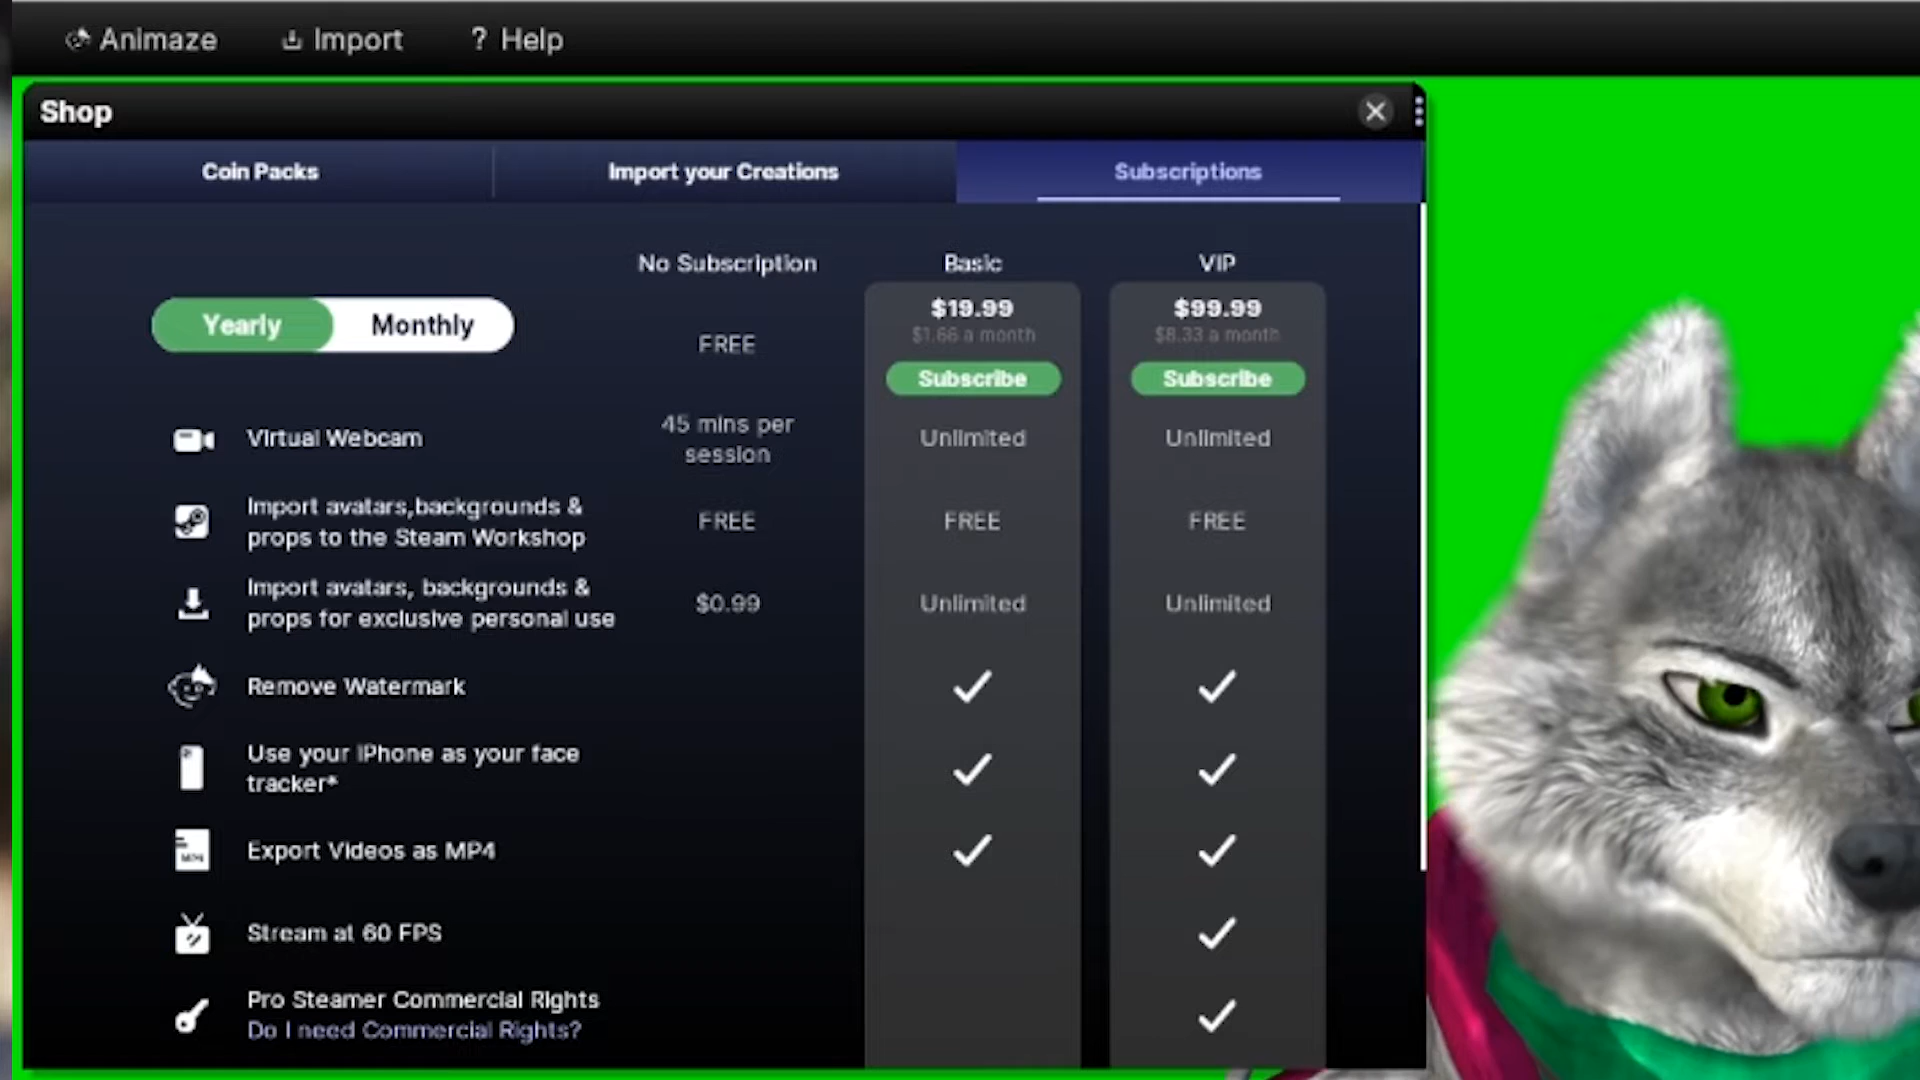 Animaze Import ? Help
Shop
Coin Packs Import your Creations Subscriptions
No Subscription Basic VIP
Yearly Monthly FREE $19.99 $99.99
$1.66 a month $8.33 a month
Subscribe Subscribe
Virtual Webcam 45 mins per session Unlimited Unlimited
Import avatars,backgrounds &
props to the Steam Workshop FREE FREE FREE
Import avatars, backgrounds &
props for exclusive personal use $0.99 Unlimited Unlimited
Remove Watermark
Use your iPhone as your face
tracker*
MP4 Export Videos as MP4
Stream at 60 FPS
Pro Steamer Commercial Rights
Do I need Commercial Rights?